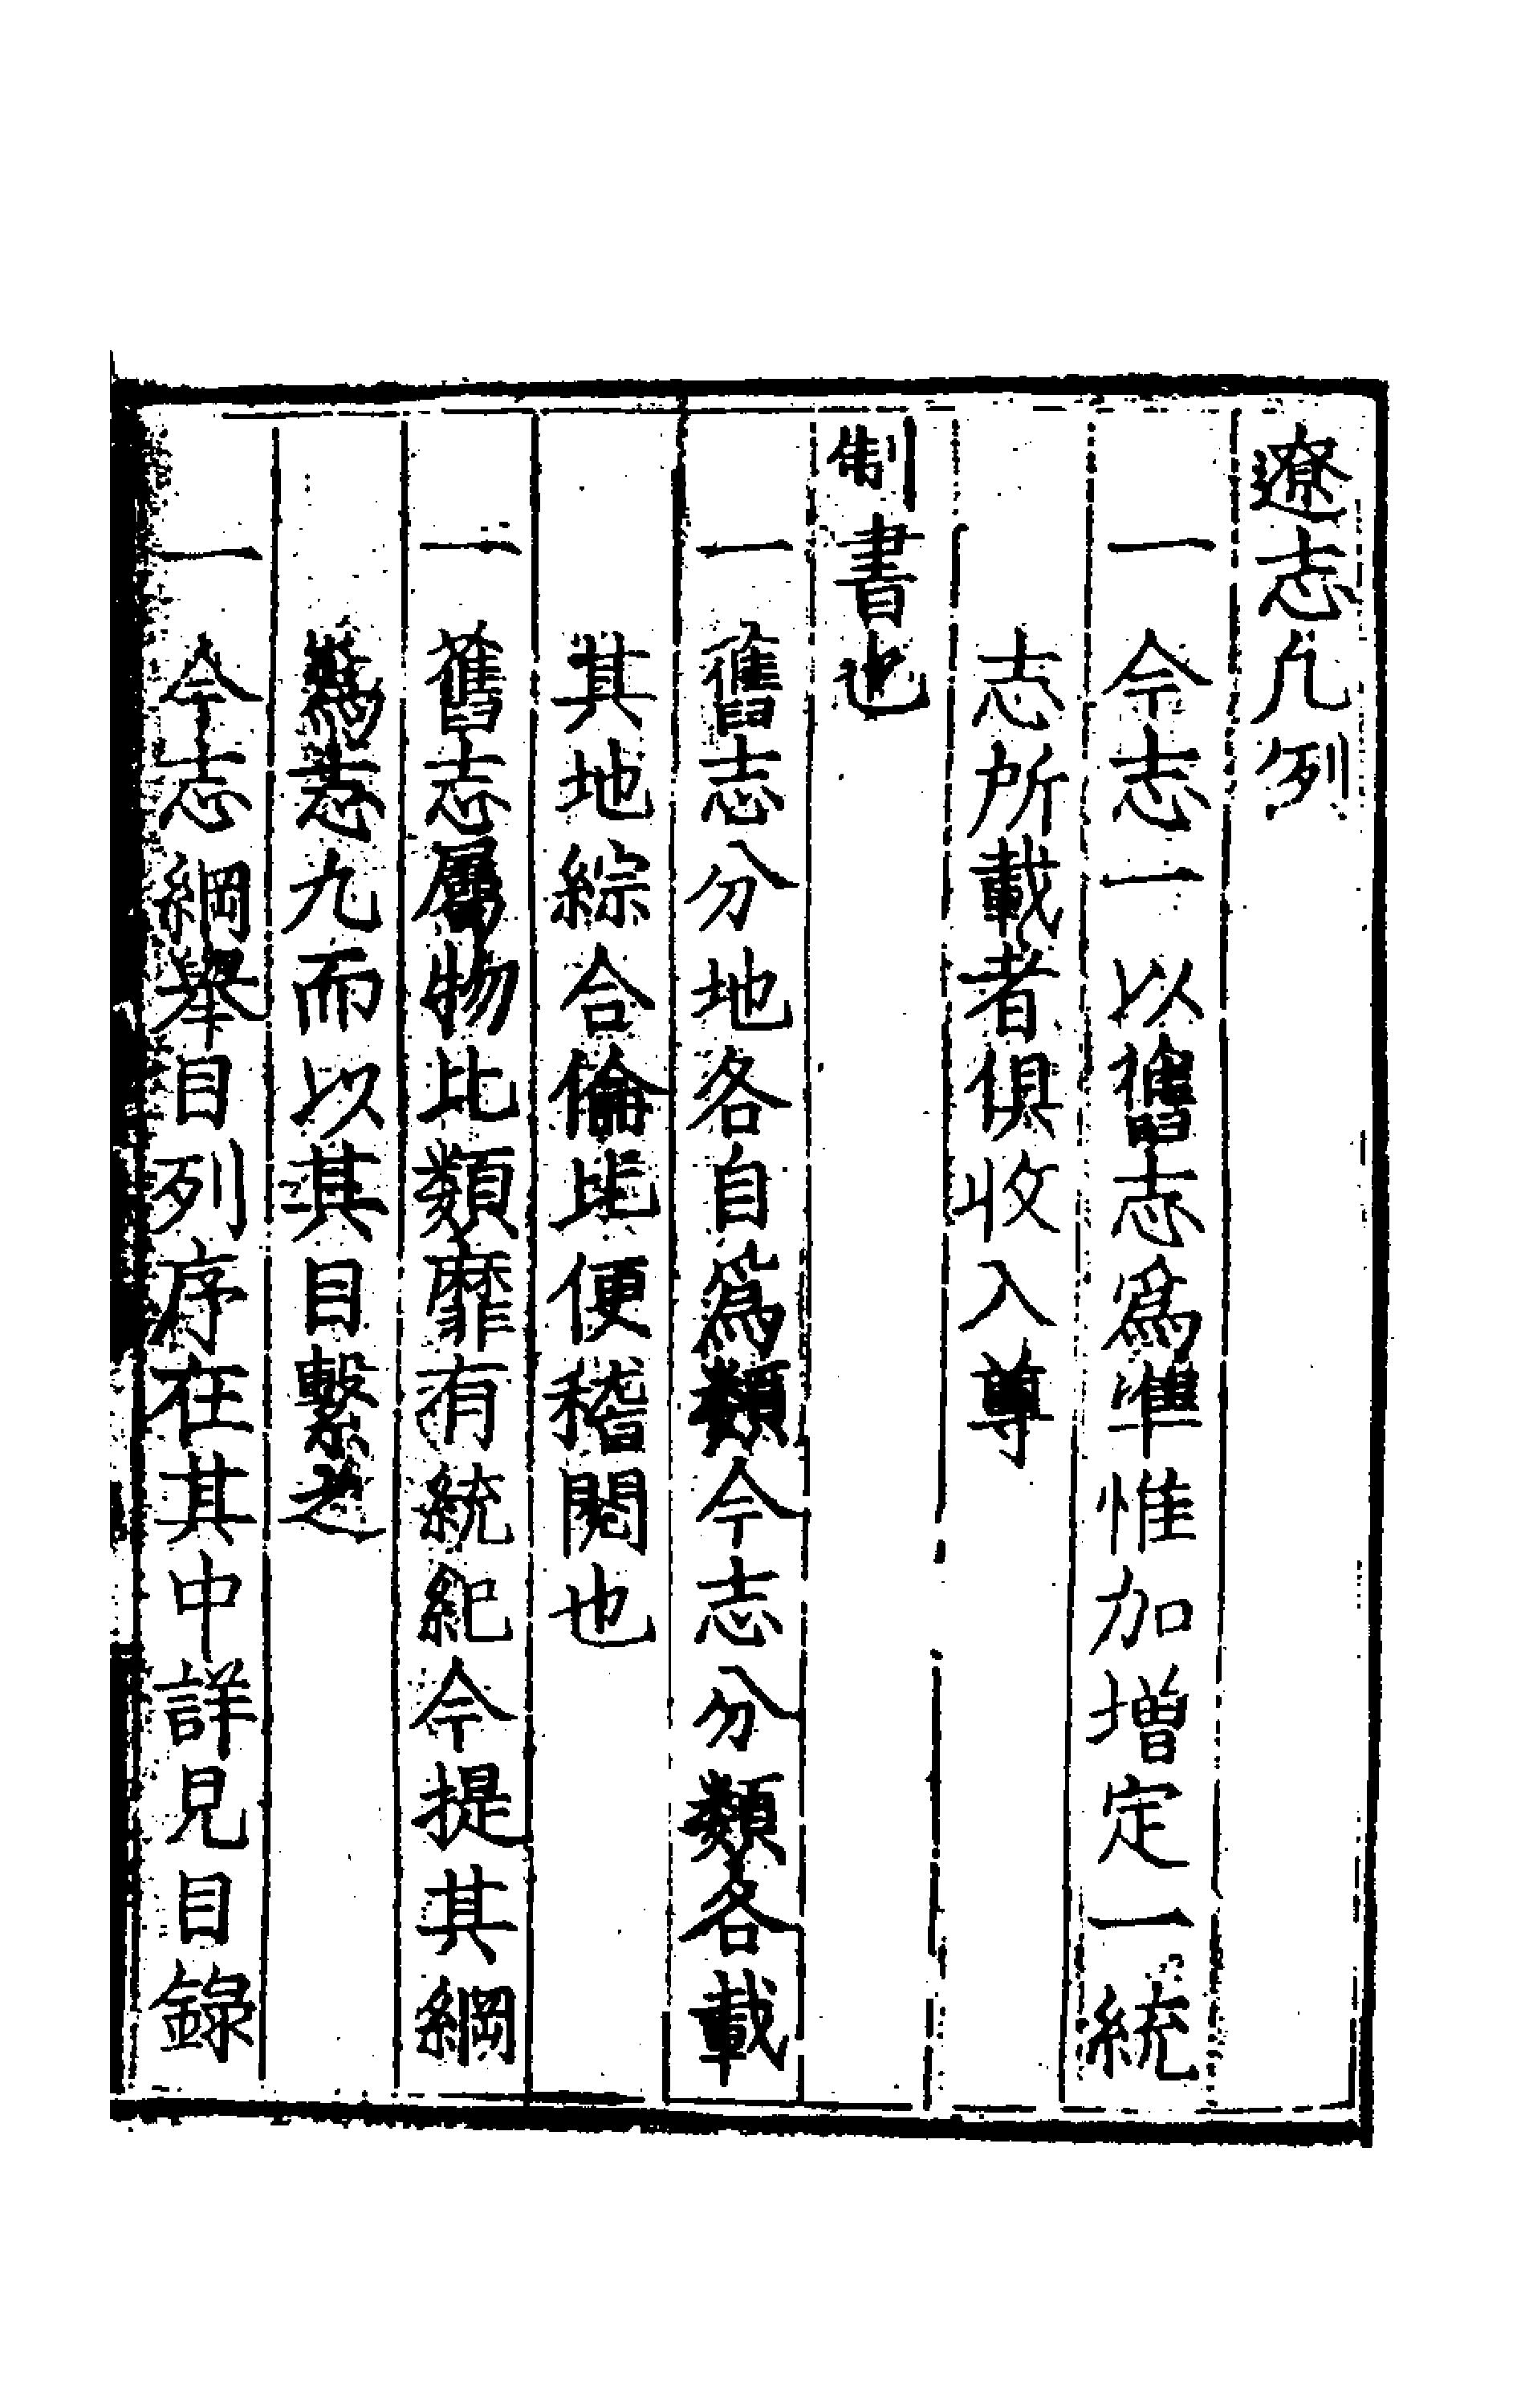 遼志凡例
一今志一以舊志為準惟加增定一統
志所載者俱收入尊
制書也
一舊志分地各自為類今志分類各載
其地綜合倫比便稽閱也
一舊志屬物比類靡有統紀今提其綱
為志九而以其目繫之
一今志綱舉目列序在其中詳見目錄